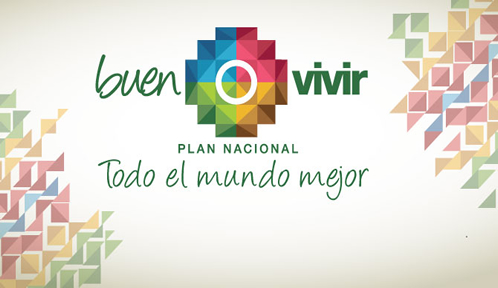 buen vivir
PLAN NACIONAL
Todo el mundo mejor